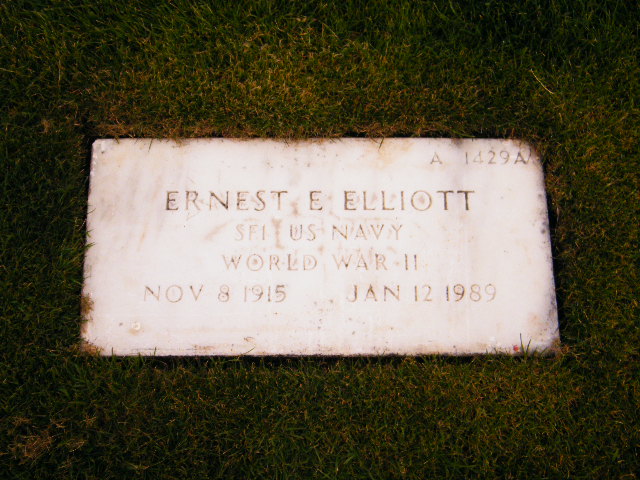 A 1429A
ERNEST E ELLIOTT
SF1 US NAVY
WORLD WAR II
NOV 8 1915 JAN 12 1989